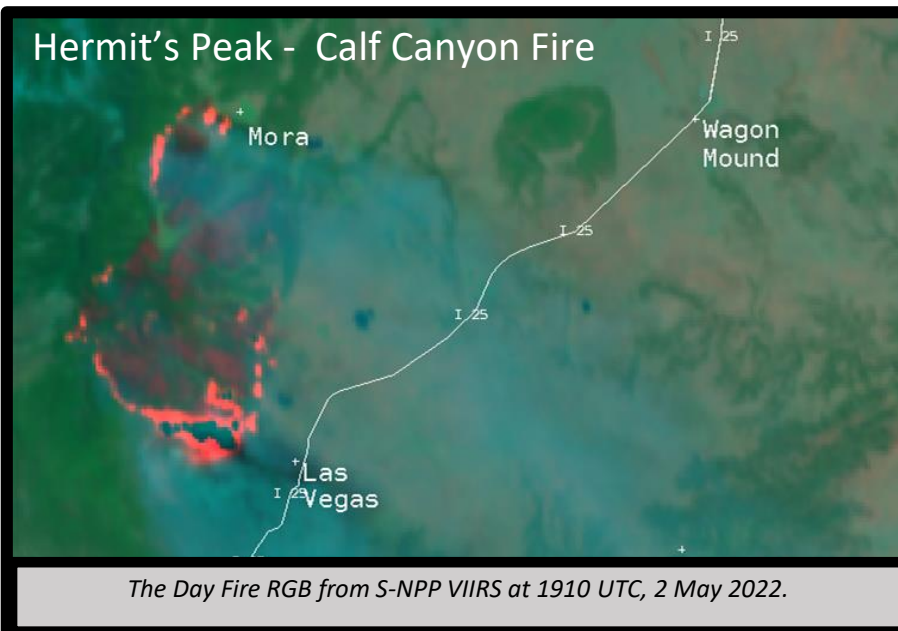 Hermit’s Peak -  Calf Canyon Fire
I 25
Mora
Wagon
Mound
I 25
I 25
Las
Vegas
I 25
The Day Fire RGB from S-NPP VIIRS at 1910 UTC, 2 May 2022.